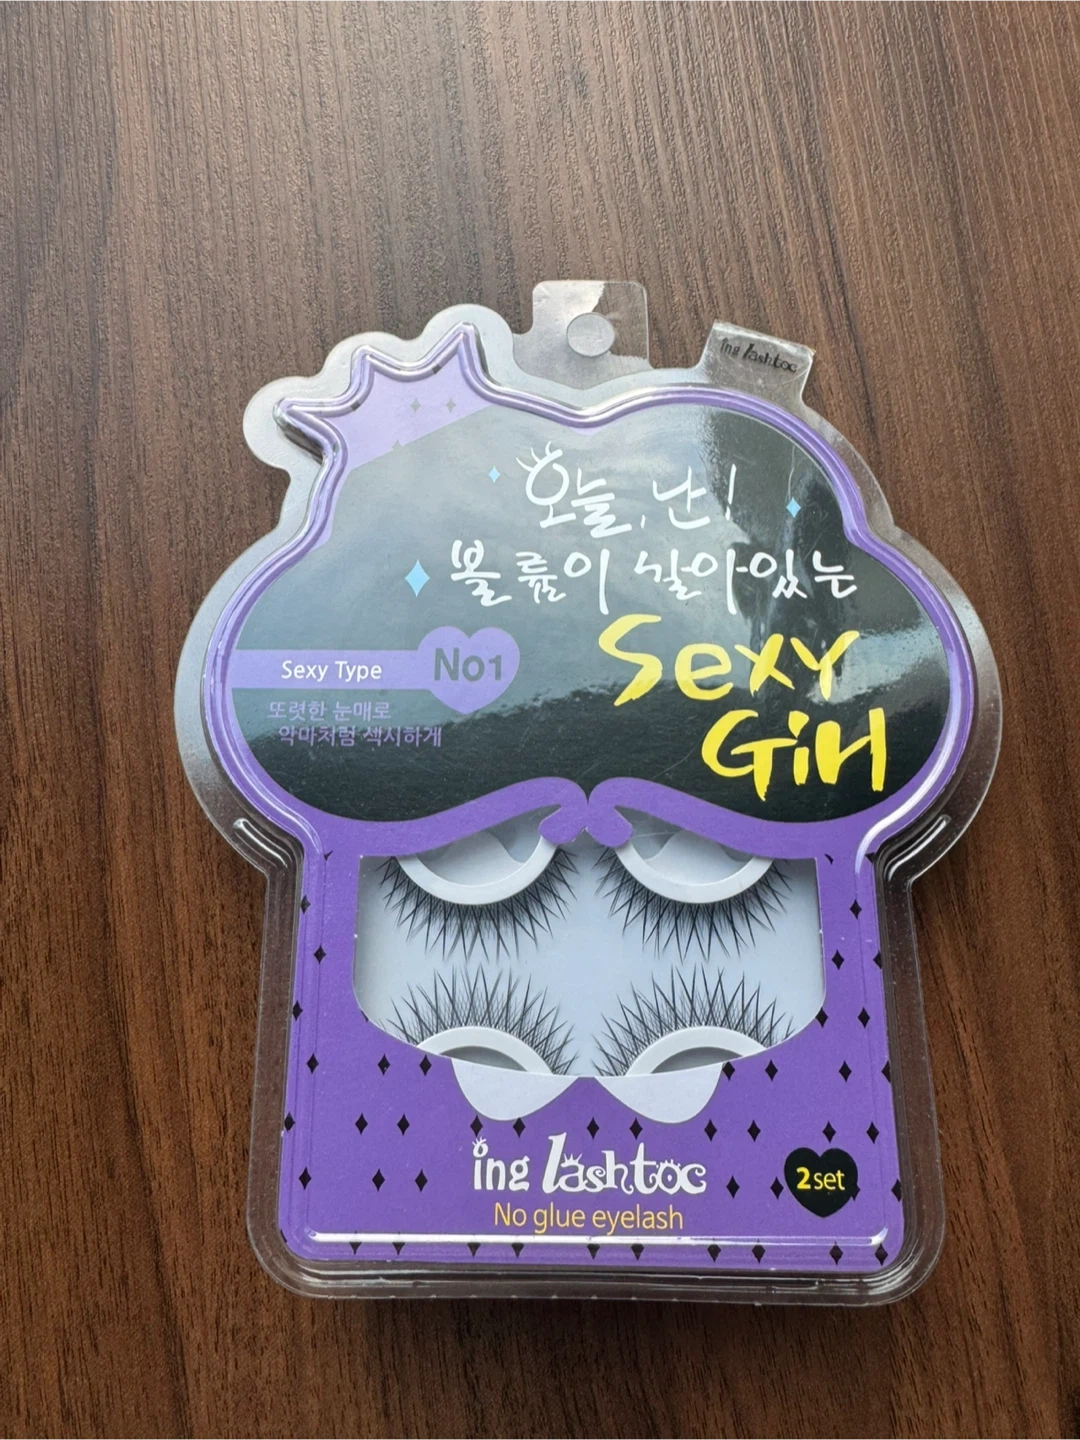 ing lashtoc
오늘, 난!
볼륨이 살아있는
Sexy
Girl
Sexy Type No1
또렷한 눈매로
악마처럼 섹시하게
ing lashtoc
No glue eyelash
2set